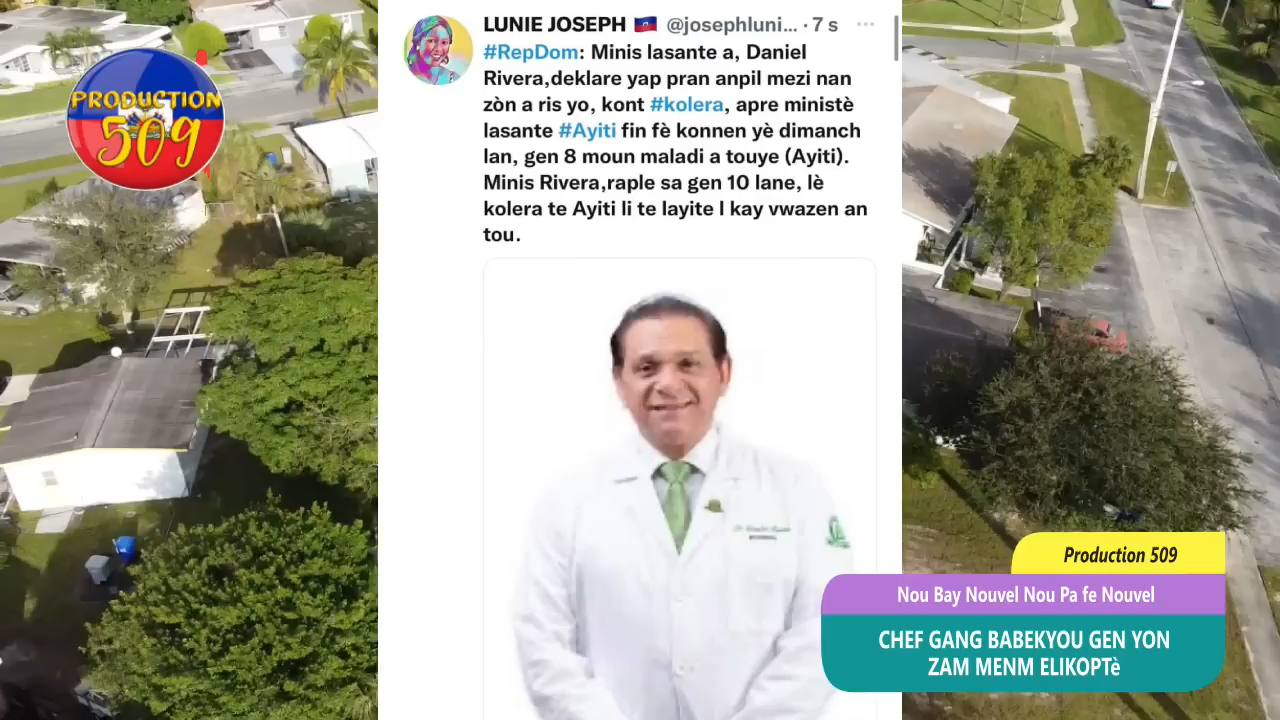 PRODUCTION
509
LUNIE JOSEPH @josephluni... · 7 s
#RepDom: Minis lasante a, Daniel
Rivera,deklare yap pran anpil mezi nan
zòn a ris yo, kont #kolera, apre ministè
lasante #Ayiti fin fè konnen yè dimanch
lan, gen 8 moun maladi a touye (Ayiti).
Minis Rivera,raple sa gen 10 lane, lè
kolera te Ayiti li te layite l kay vwazen an
tou.
Production 509
Nou Bay Nouvel Nou Pa fe Nouvel
CHEF GANG BABEKYOU GEN YON
ZAM MENM ELIKOPTè